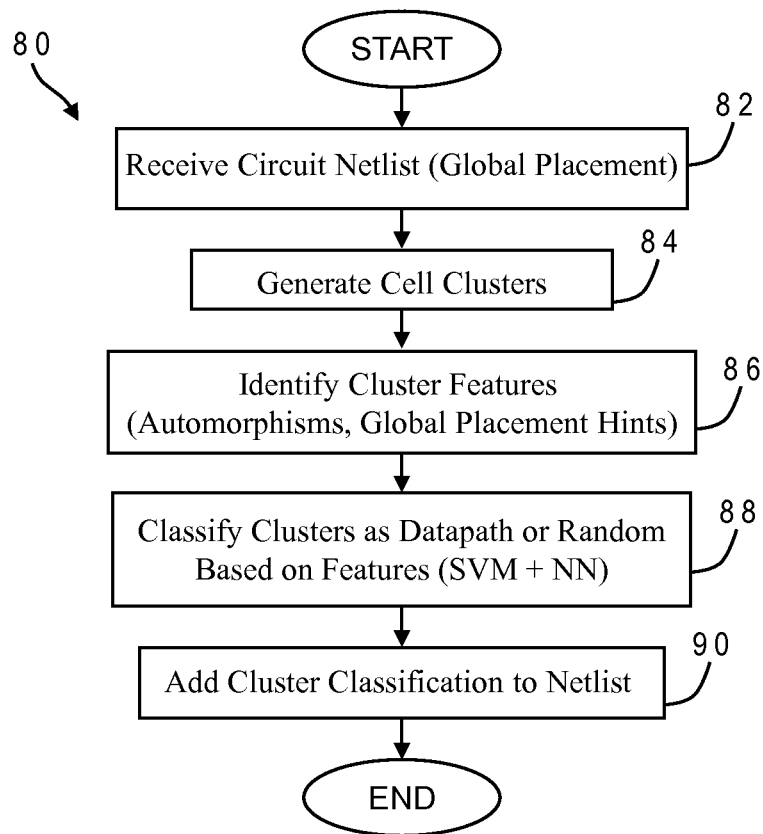 80
START
82
Receive Circuit Netlist (Global Placement)
84
Generate Cell Clusters
86
Identify Cluster Features
(Automorphisms, Global Placement Hints)
88
Classify Clusters as Datapath or Random
Based on Features (SVM + NN)
90
Add Cluster Classification to Netlist
END